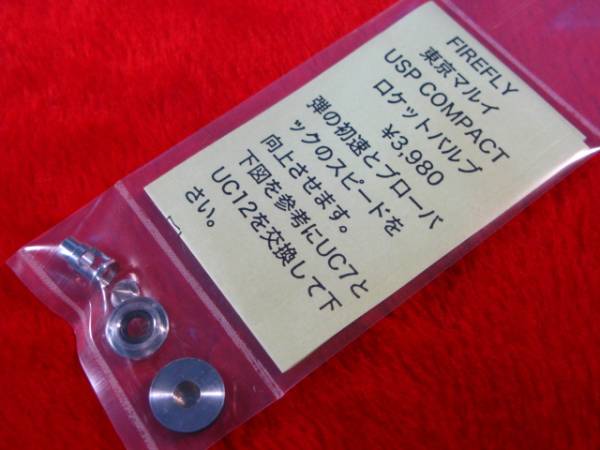 FIREFLY
東京マルイ
USP COMPACT
ロケットバルブ
¥3,980
弾の初速とブローバ
ックのスピードを
向上させます。
下図を参考にUC7と
UC12を交換して下
さい。